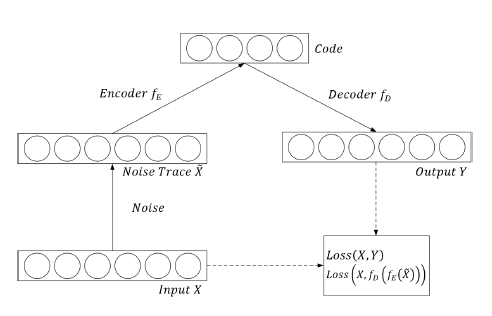 Code
Encoder f_E
Decoder f_D
Noise Trace X̃
Output Y
Noise
Loss(X,Y)
Loss(X,f_D(f_E(X̃)))
Input X